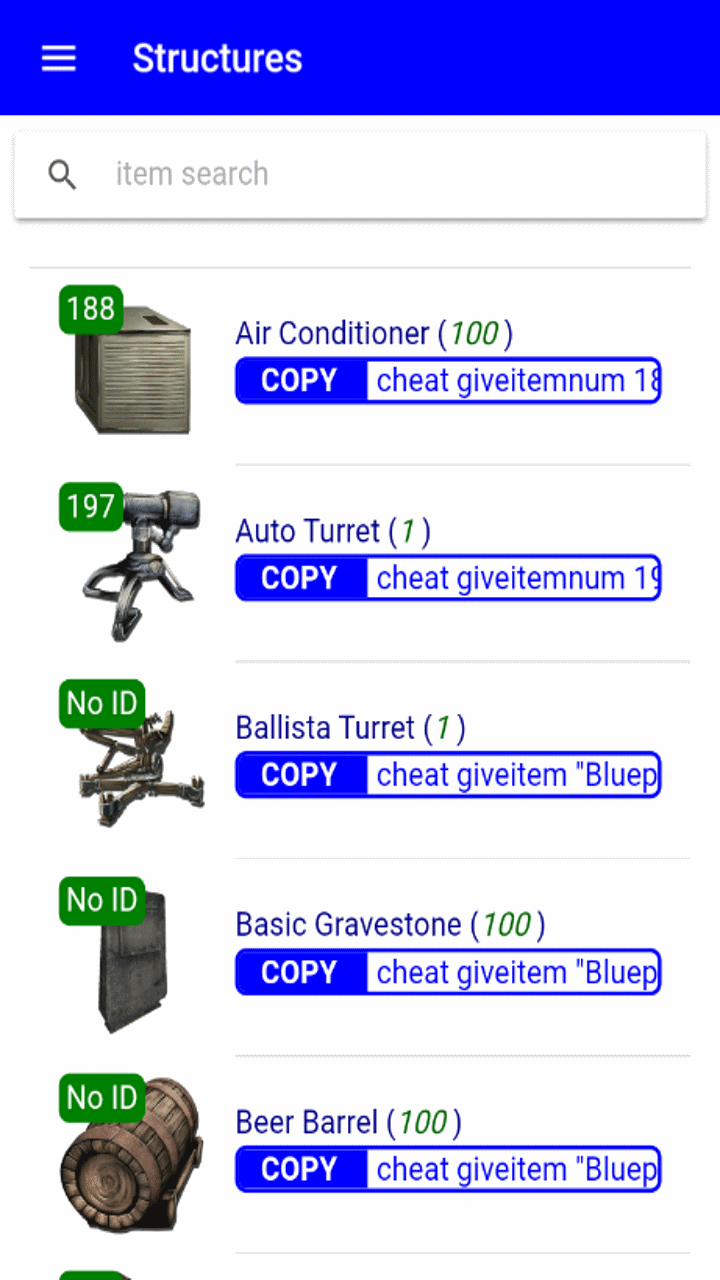 Structures
item search
188
Air Conditioner (100 )
COPY cheat giveitemnum 18
197
Auto Turret (1 )
COPY cheat giveitemnum 19
No ID
Ballista Turret (1 )
COPY cheat giveitem "Bluep
No ID
Basic Gravestone (100 )
COPY cheat giveitem "Bluep
No ID
Beer Barrel (100 )
COPY cheat giveitem "Bluep